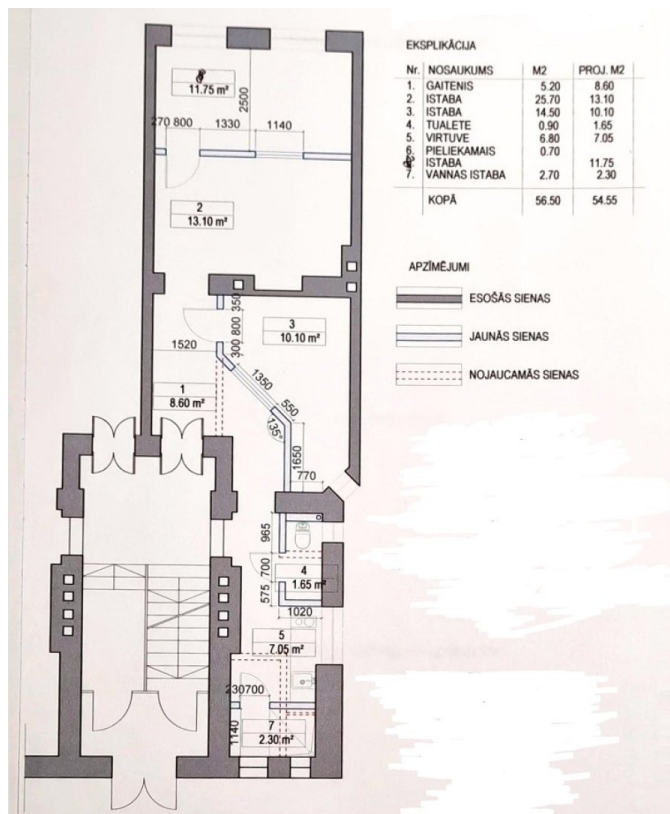 EKSPLIKĀCIJA
Nr. NOSAUKUMS M2 PROJ. M2
1. GAITENIS 5.20 8.60
2. ISTABA 25.70 13.10
3. ISTABA 14.50 10.10
4. TUALETE 0.90 1.65
5. VIRTUVE 6.80 7.05
6. PIELIEKAMAIS 0.70
ISTABA 11.75
7. VANNAS ISTABA 2.70 2.30
KOPĀ 56.50 54.55
APZĪMĒJUMI
ESOŠĀS SIENAS
JAUNĀS SIENAS
NOJAUCAMĀS SIENAS
11.75 m²
2500
270 800 1330 1140
2
13.10 m²
350
800
300
3
10.10 m²
1520
1350
1
8.60 m²
550
135°
1650
770
965
700
4
1.65 m²
575
1020
5
7.05 m²
230 700
1140
7
2.30 m²